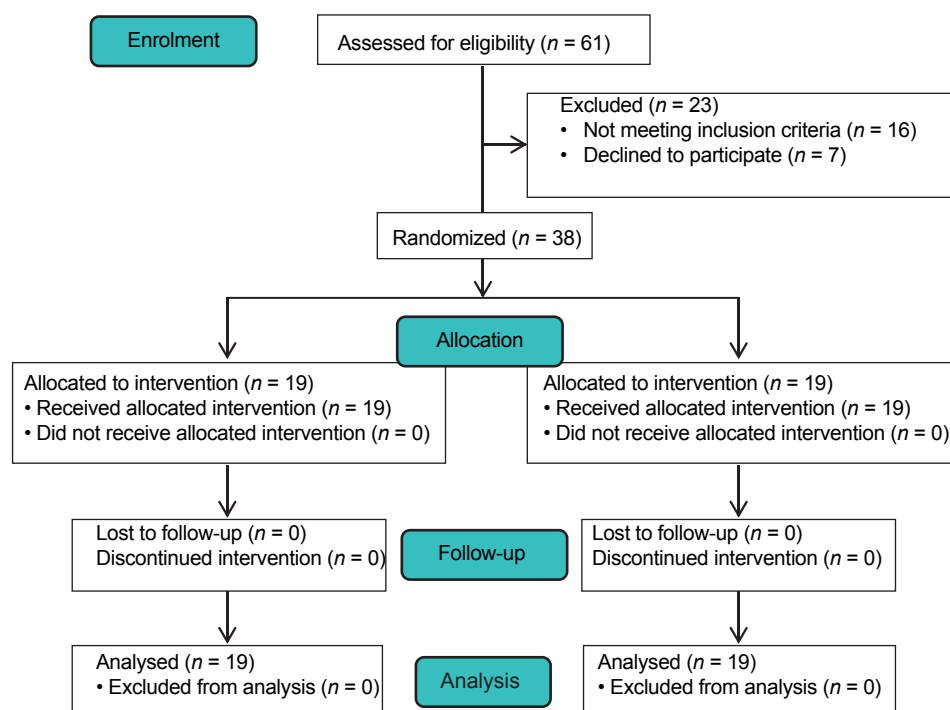 Enrolment
Assessed for eligibility (n = 61)
Excluded (n = 23)
• Not meeting inclusion criteria (n = 16)
• Declined to participate (n = 7)
Randomized (n = 38)
Allocation
Allocated to intervention (n = 19)
• Received allocated intervention (n = 19)
• Did not receive allocated intervention (n = 0)
Allocated to intervention (n = 19)
• Received allocated intervention (n = 19)
• Did not receive allocated intervention (n = 0)
Lost to follow-up (n = 0)
Discontinued intervention (n = 0)
Follow-up
Lost to follow-up (n = 0)
Discontinued intervention (n = 0)
Analysed (n = 19)
• Excluded from analysis (n = 0)
Analysis
Analysed (n = 19)
• Excluded from analysis (n = 0)